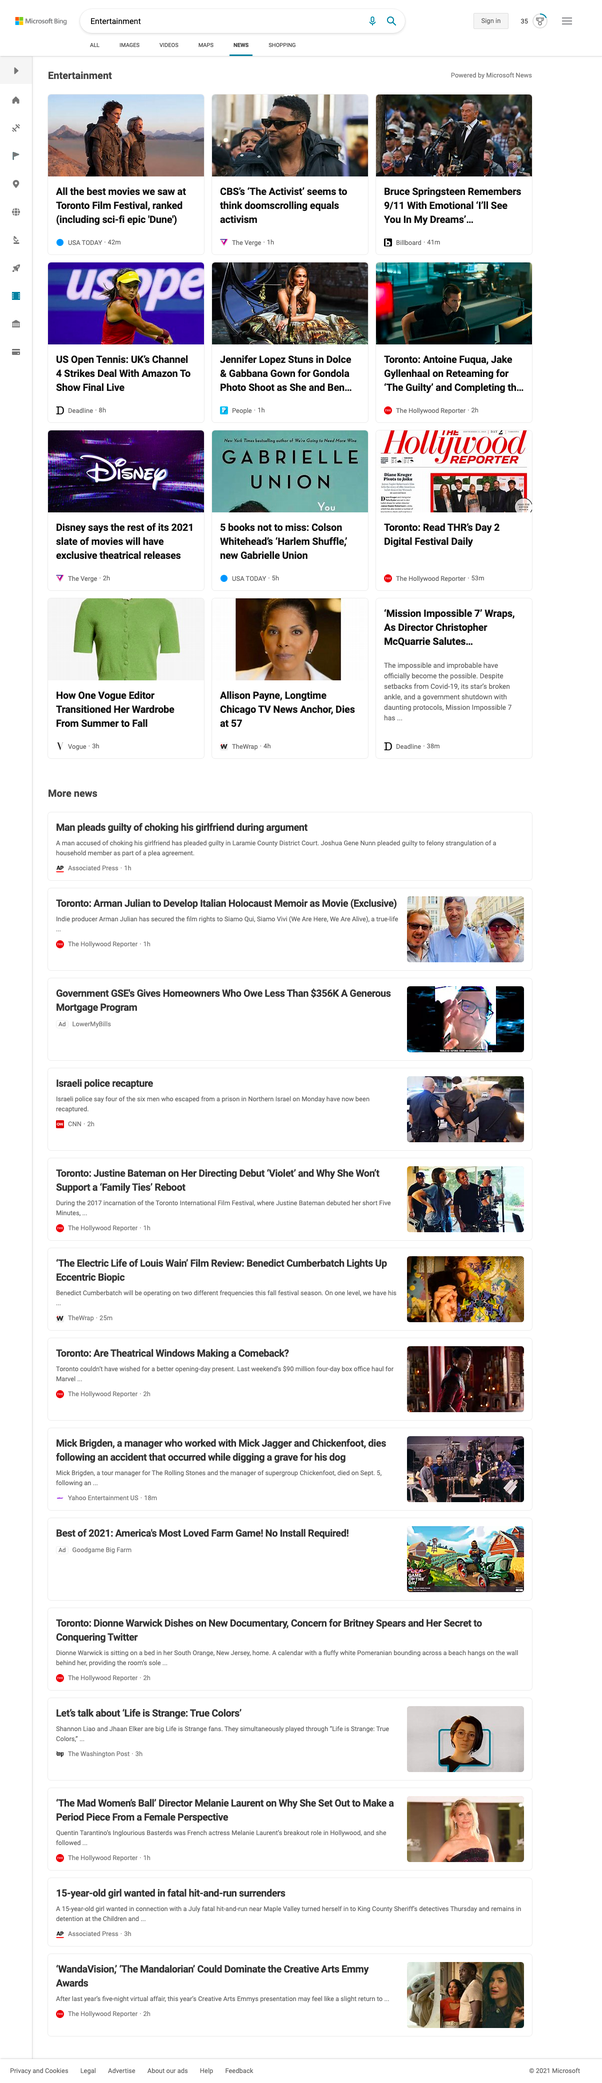 Microsoft Bing
Entertainment
Sign in
35
ALL
IMAGES
VIDEOS
MAPS
NEWS
SHOPPING
Entertainment
Powered by Microsoft News
All the best movies we saw at
Toronto Film Festival, ranked
(including sci-fi epic 'Dune')
USA TODAY · 42m
CBS's 'The Activist' seems to
think doomscrolling equals
activism
The Verge · 1h
Bruce Springsteen Remembers
9/11 With Emotional 'I'll See
You In My Dreams'...
Billboard · 41m
usope
US Open Tennis: UK's Channel
4 Strikes Deal With Amazon To
Show Final Live
Deadline · 8h
Jennifer Lopez Stuns in Dolce
& Gabbana Gown for Gondola
Photo Shoot as She and Ben...
People · 1h
Toronto: Antoine Fuqua, Jake
Gyllenhaal on Reteaming for
'The Guilty' and Completing th...
The Hollywood Reporter · 2h
DISNEY
Disney says the rest of its 2021
slate of movies will have
exclusive theatrical releases
The Verge · 2h
New York Times bestselling author of We're Going to Need More Wine
GABRIELLE
UNION
You
5 books not to miss: Colson
Whitehead's 'Harlem Shuffle,'
new Gabrielle Union
USA TODAY · 5h
THE
Hollywood
REPORTER
Diane Kruger
Pivots to Joika
Toronto: Read THR's Day 2
Digital Festival Daily
The Hollywood Reporter · 53m
How One Vogue Editor
Transitioned Her Wardrobe
From Summer to Fall
Vogue · 3h
Allison Payne, Longtime
Chicago TV News Anchor, Dies
at 57
TheWrap · 4h
'Mission Impossible 7' Wraps,
As Director Christopher
McQuarrie Salutes...
The impossible and improbable have
officially become the possible. Despite
setbacks from Covid-19, its star's broken
ankle, and a government shutdown with
daunting protocols, Mission Impossible 7
has ...
Deadline · 38m
More news
Man pleads guilty of choking his girlfriend during argument
A man accused of choking his girlfriend has pleaded guilty in Laramie County District Court. Joshua Gene Nunn pleaded guilty to felony strangulation of a
household member as part of a plea agreement.
AP Associated Press · 1h
Toronto: Arman Julian to Develop Italian Holocaust Memoir as Movie (Exclusive)
Indie producer Arman Julian has secured the film rights to Siamo Qui, Siamo Vivi (We Are Here, We Are Alive), a true-life
...
The Hollywood Reporter · 1h
Government GSE's Gives Homeowners Who Owe Less Than $356K A Generous
Mortgage Program
Ad LowerMyBills
Israeli police recapture
Israeli police say four of the six men who escaped from a prison in Northern Israel on Monday have now been
recaptured.
CNN CNN · 2h
Toronto: Justine Bateman on Her Directing Debut 'Violet' and Why She Won't
Support a 'Family Ties' Reboot
During the 2017 incarnation of the Toronto International Film Festival, where Justine Bateman debuted her short Five
Minutes, ...
The Hollywood Reporter · 1h
'The Electric Life of Louis Wain' Film Review: Benedict Cumberbatch Lights Up
Eccentric Biopic
Benedict Cumberbatch will be operating on two different frequencies this fall festival season. On one level, we have his
...
TheWrap · 25m
Toronto: Are Theatrical Windows Making a Comeback?
Toronto couldn't have wished for a better opening-day present. Last weekend's $90 million four-day box office haul for
Marvel ...
The Hollywood Reporter · 2h
Mick Brigden, a manager who worked with Mick Jagger and Chickenfoot, dies
following an accident that occurred while digging a grave for his dog
Mick Brigden, a tour manager for The Rolling Stones and the manager of supergroup Chickenfoot, died on Sept. 5,
following an ...
Yahoo Entertainment US · 18m
Best of 2021: America's Most Loved Farm Game! No Install Required!
Ad Goodgame Big Farm
GAME
OF THE
DAY
Toronto: Dionne Warwick Dishes on New Documentary, Concern for Britney Spears and Her Secret to
Conquering Twitter
Dionne Warwick is sitting on a bed in her South Orange, New Jersey, home. A calendar with a fluffy white Pomeranian bounding across a beach hangs on the wall
behind her, providing the room's sole ...
The Hollywood Reporter · 2h
Let's talk about 'Life is Strange: True Colors'
Shannon Liao and Jhaan Elker are big Life is Strange fans. They simultaneously played through "Life is Strange: True
Colors," ...
wp The Washington Post · 3h
'The Mad Women's Ball' Director Melanie Laurent on Why She Set Out to Make a
Period Piece From a Female Perspective
Quentin Tarantino's Inglourious Basterds was French actress Melanie Laurent's breakout role in Hollywood, and she
followed ...
The Hollywood Reporter · 1h
15-year-old girl wanted in fatal hit-and-run surrenders
A 15-year-old girl wanted in connection with a July fatal hit-and-run near Maple Valley turned herself in to King County Sheriff's detectives Thursday and remains in
detention at the Children and ...
AP Associated Press · 3h
'WandaVision,' 'The Mandalorian' Could Dominate the Creative Arts Emmy
Awards
After last year's five-night virtual affair, this year's Creative Arts Emmys presentation may feel like a slight return to ...
The Hollywood Reporter · 2h
Privacy and Cookies
Legal
Advertise
About our ads
Help
Feedback
© 2021 Microsoft